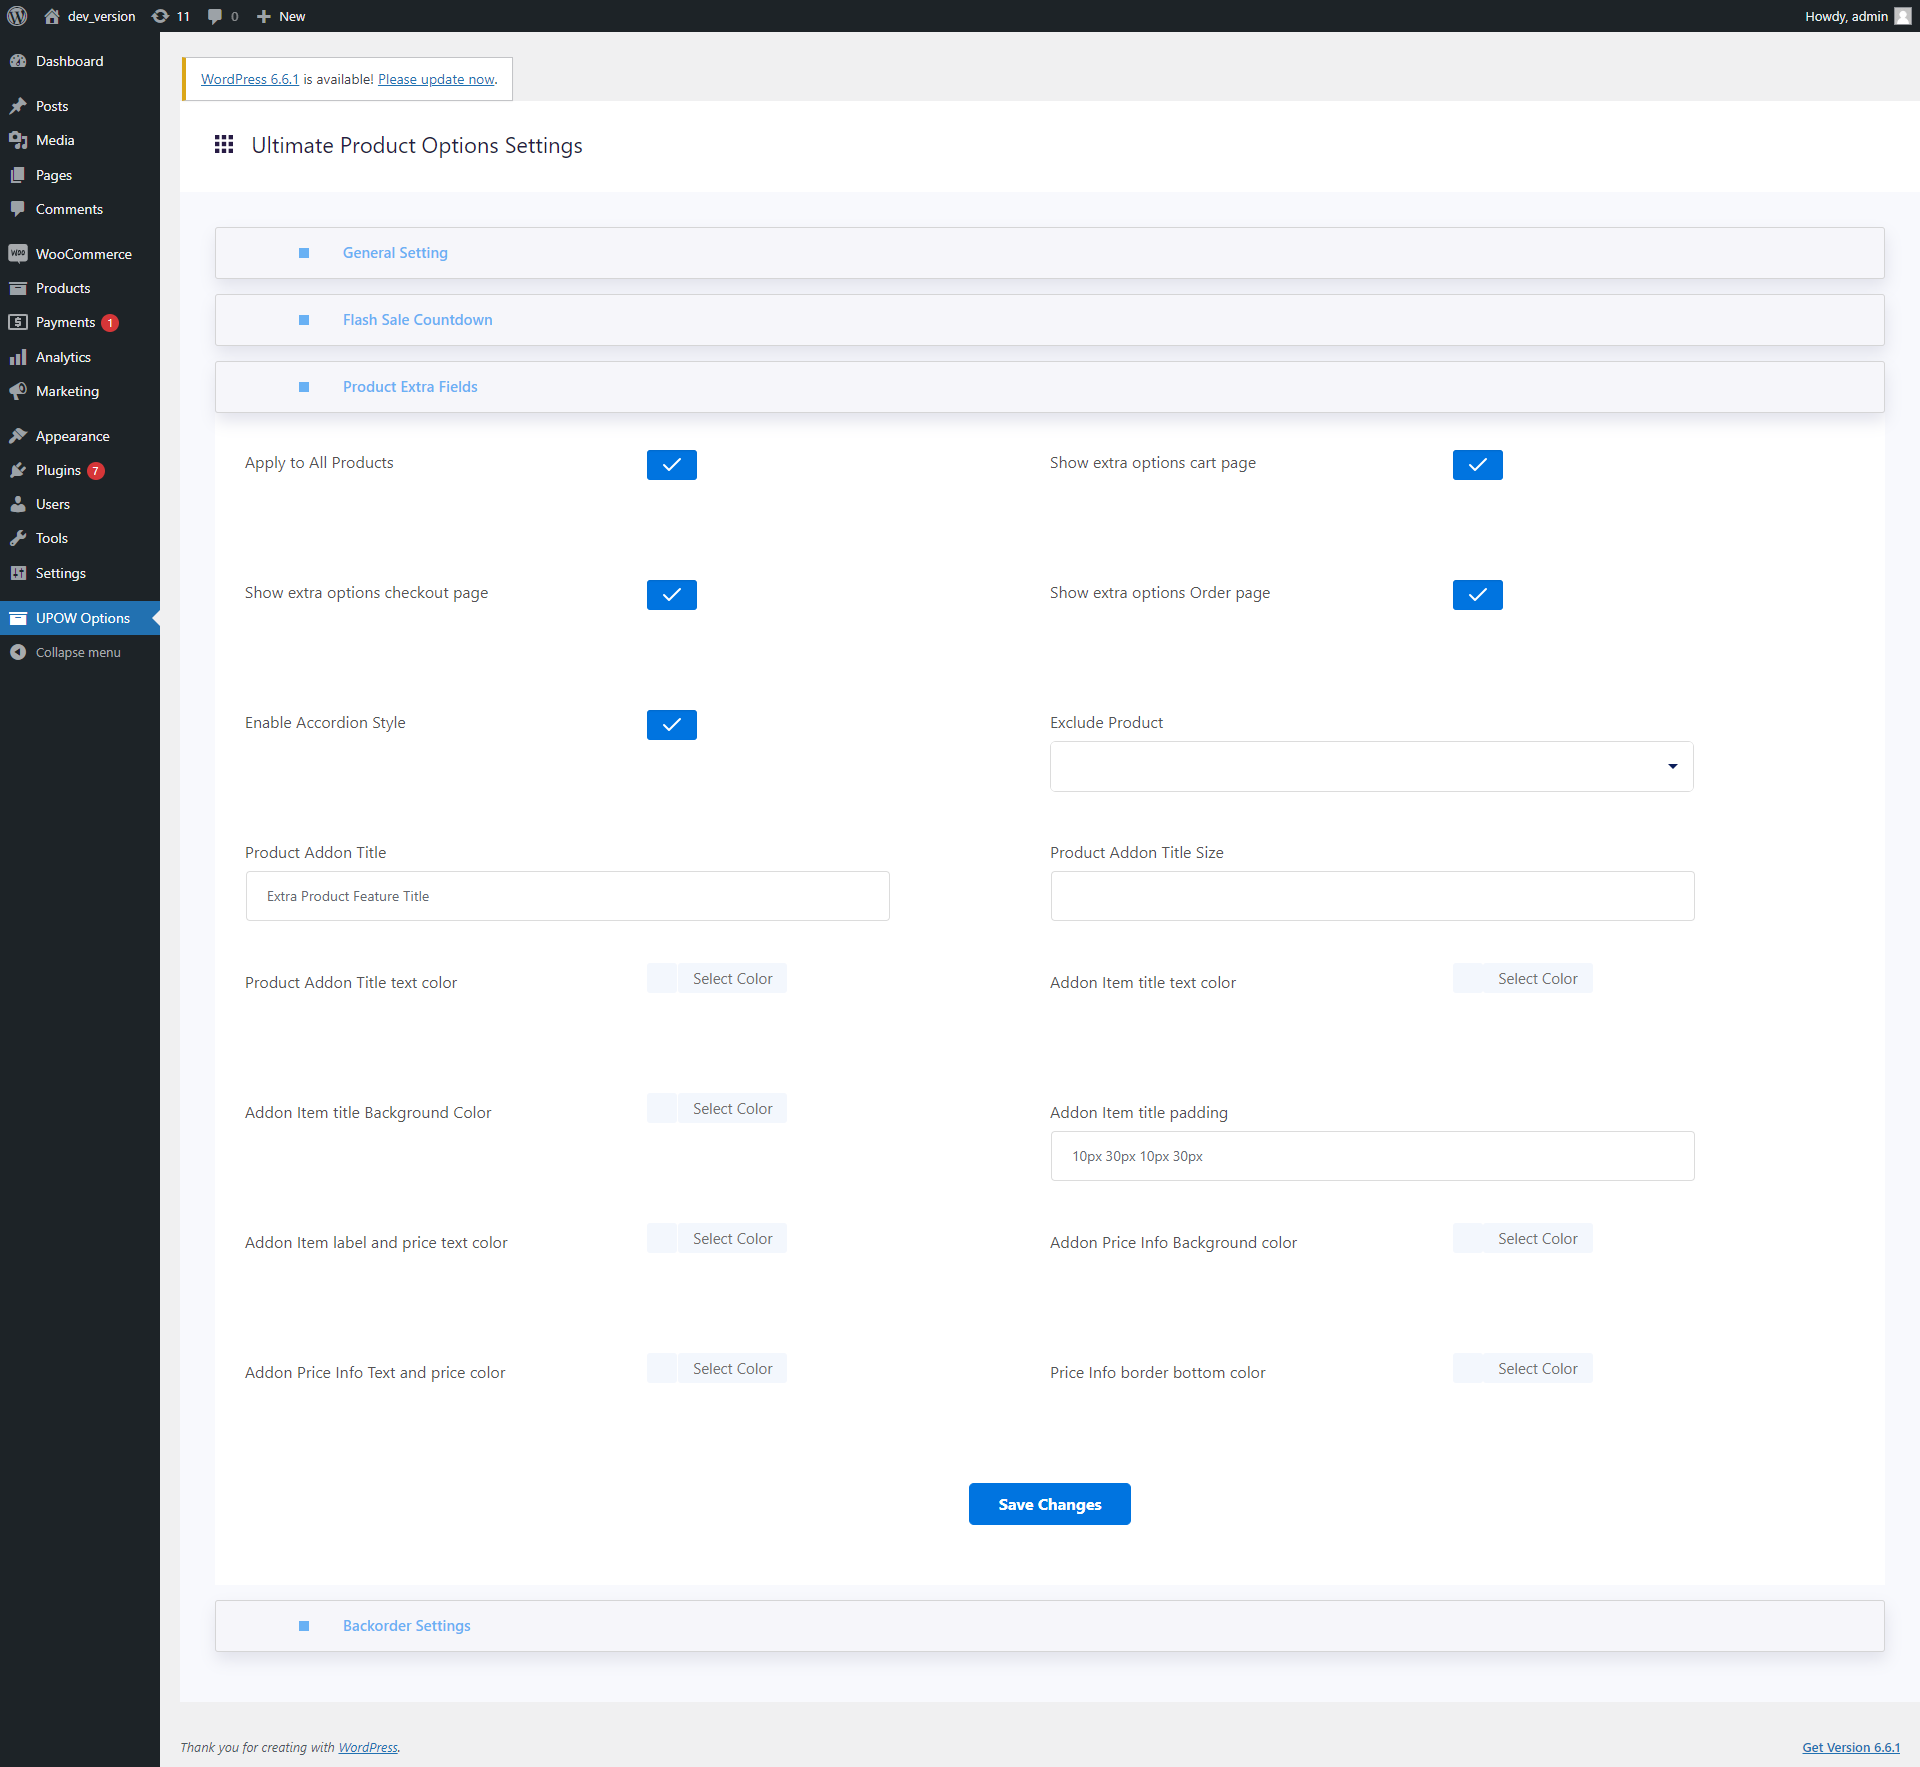 dev_version 11 0 New Howdy, admin
Dashboard
Posts
Media
Pages
Comments
WooCommerce
Products
Payments 1
Analytics
Marketing
Appearance
Plugins 7
Users
Tools
Settings
UPOW Options
Collapse menu
WordPress 6.6.1 is available! Please update now.
Ultimate Product Options Settings
General Setting
Flash Sale Countdown
Product Extra Fields
Apply to All Products
Show extra options cart page
Show extra options checkout page
Show extra options Order page
Enable Accordion Style
Exclude Product
Product Addon Title
Extra Product Feature Title
Product Addon Title Size
Product Addon Title text color
Select Color
Addon Item title text color
Select Color
Addon Item title Background Color
Select Color
Addon Item title padding
10px 30px 10px 30px
Addon Item label and price text color
Select Color
Addon Price Info Background color
Select Color
Addon Price Info Text and price color
Select Color
Price Info border bottom color
Select Color
Save Changes
Backorder Settings
Thank you for creating with WordPress.
Get Version 6.6.1